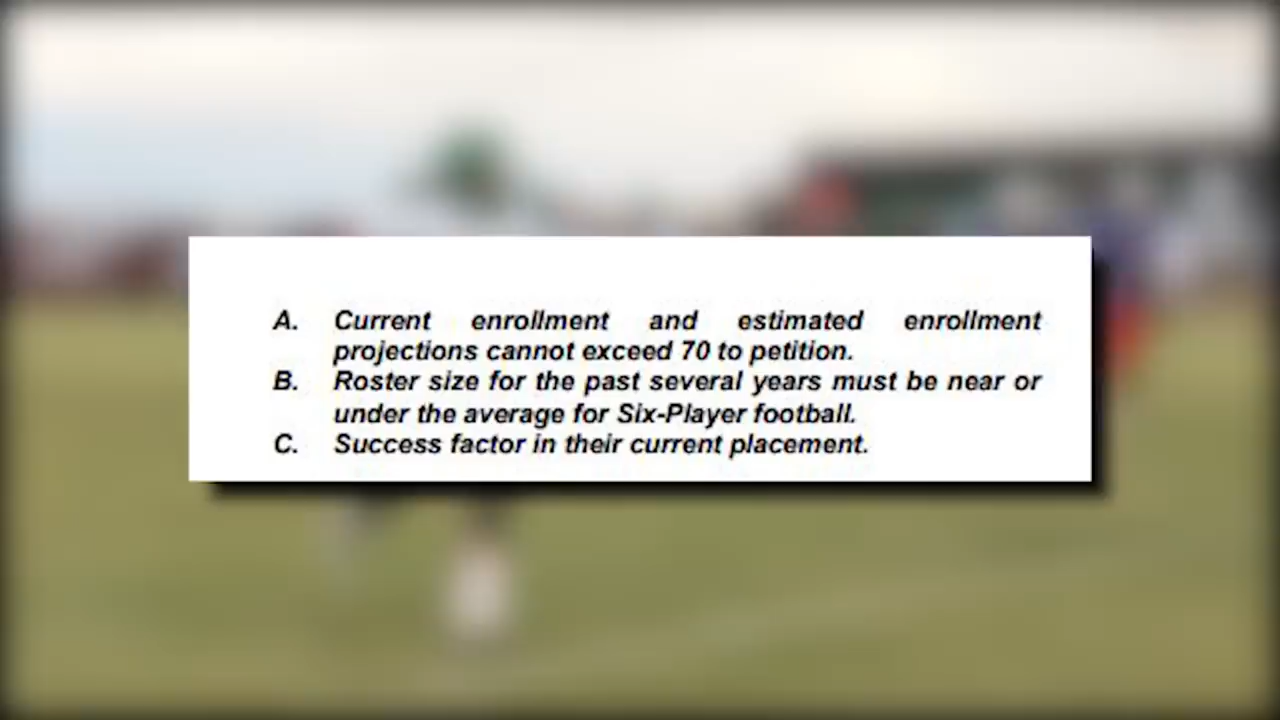 A. Current enrollment and estimated enrollment
projections cannot exceed 70 to petition.
B. Roster size for the past several years must be near or
under the average for Six-Player football.
C. Success factor in their current placement.